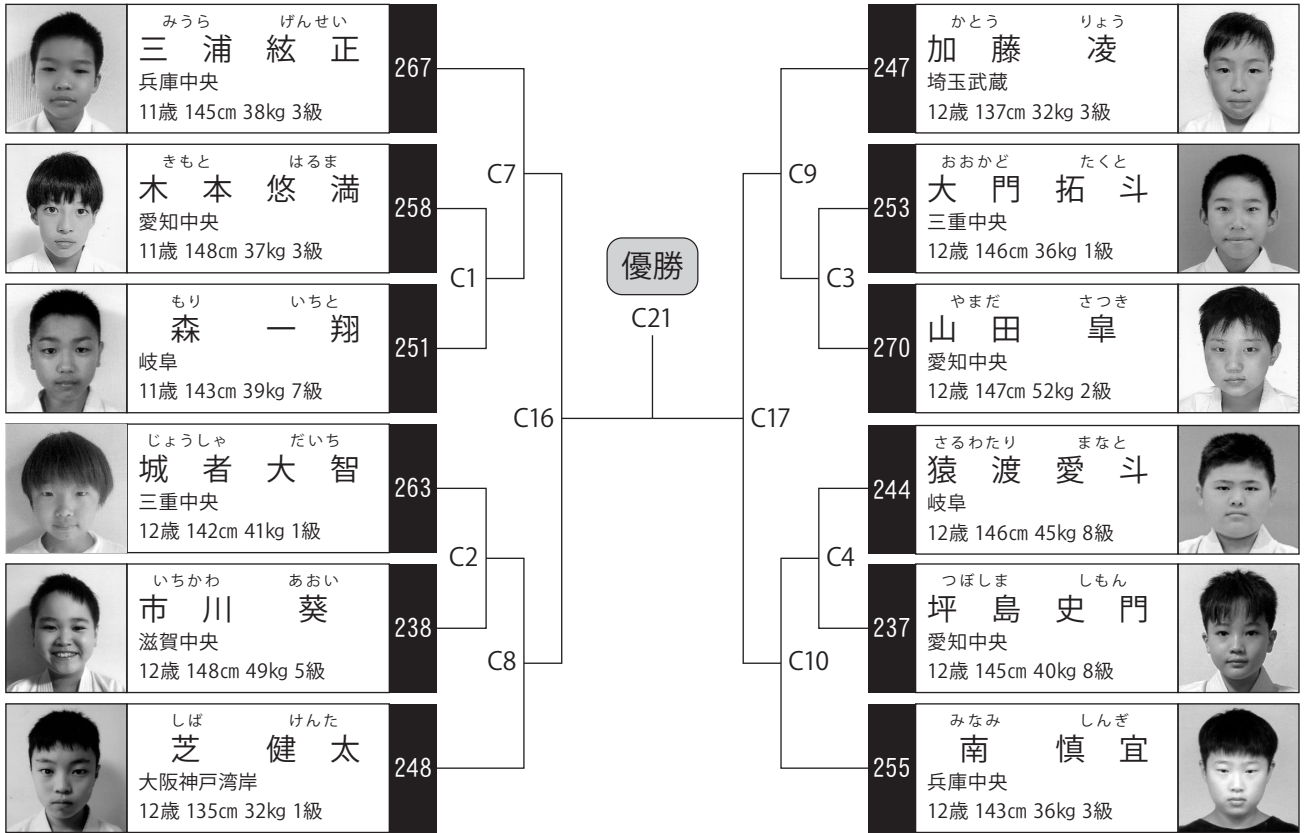 みうら げんせい
三浦 絃正
兵庫中央
11歳 145cm 38kg 3級
267
きもと はるま
木本 悠満
愛知中央
11歳 148cm 37kg 3級
258
もり いちと
森 一翔
岐阜
11歳 143cm 39kg 7級
251
じょうしゃ だいち
城者 大智
三重中央
12歳 142cm 41kg 1級
263
いちかわ あおい
市川 葵
滋賀中央
12歳 148cm 49kg 5級
238
しば けんた
芝 健太
大阪神戸湾岸
12歳 135cm 32kg 1級
248
C7
C1
C16
C2
C8
優勝
C21
C9
C3
C17
C4
C10
247
かとう りょう
加藤 凌
埼玉武蔵
12歳 137cm 32kg 3級
253
おおかど たくと
大門 拓斗
三重中央
12歳 146cm 36kg 1級
270
やまだ さつき
山田 皐
愛知中央
12歳 147cm 52kg 2級
244
さるわたり まなと
猿渡 愛斗
岐阜
12歳 146cm 45kg 8級
237
つぼしま しもん
坪島 史門
愛知中央
12歳 145cm 40kg 8級
255
みなみ しんぎ
南 慎宜
兵庫中央
12歳 143cm 36kg 3級